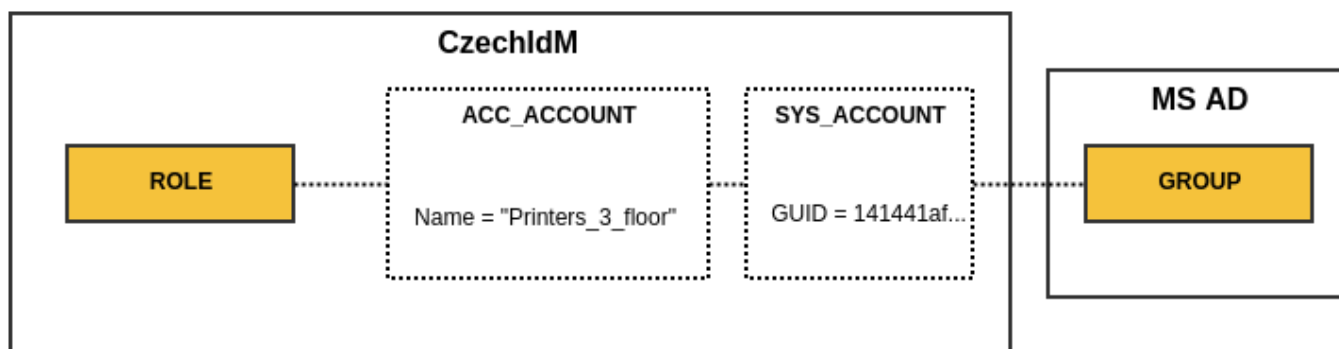 CzechIdM
MS AD
ACC_ACCOUNT
SYS_ACCOUNT
ROLE
GROUP
Name = "Printers_3_floor"
GUID = 141441af...